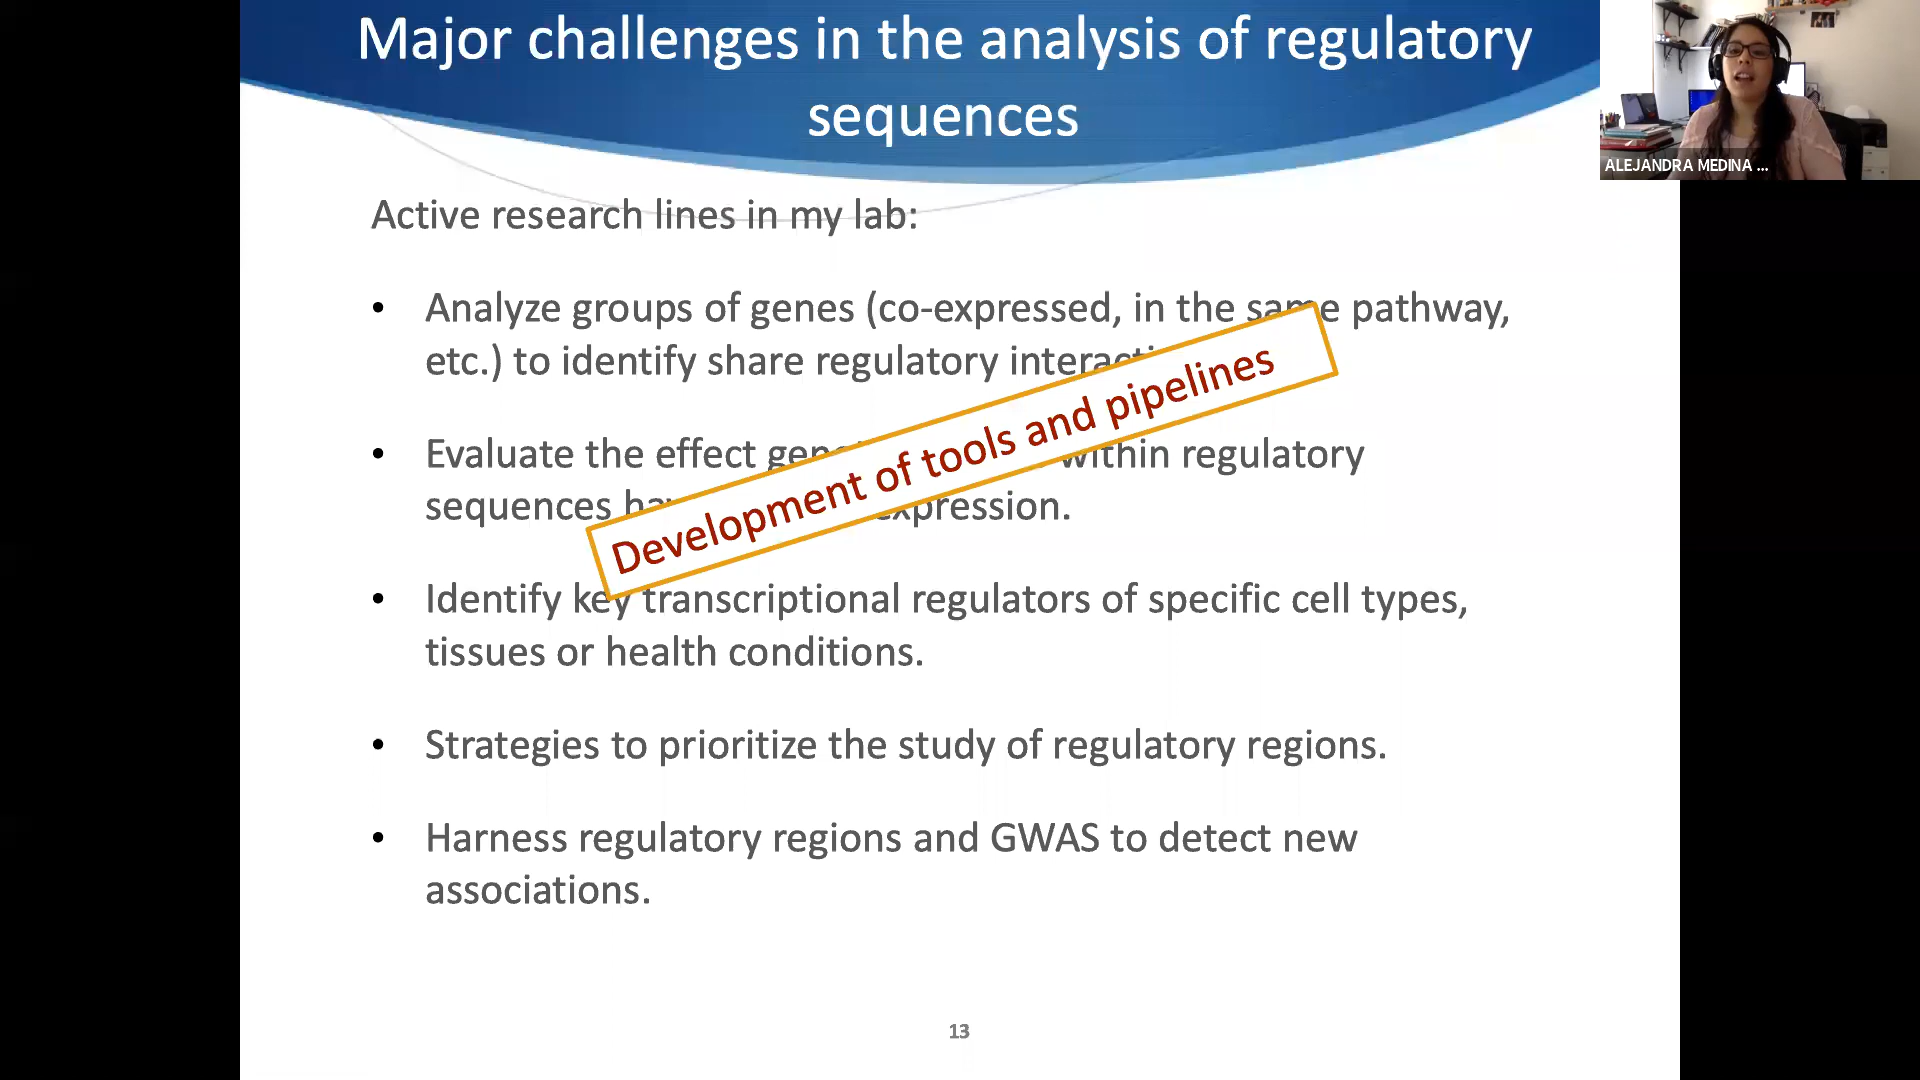 Major challenges in the analysis of regulatory
sequences
ALEJANDRA MEDINA ...
Active research lines in my lab:
• Analyze groups of genes (co-expressed, in the same pathway,
etc.) to identify share regulatory
Development of tools and pipelines
• Evaluate the effect within regulatory
sequences expression.
• Identify key transcriptional regulators of specific cell types,
tissues or health conditions.
• Strategies to prioritize the study of regulatory regions.
• Harness regulatory regions and GWAS to detect new
associations.
13